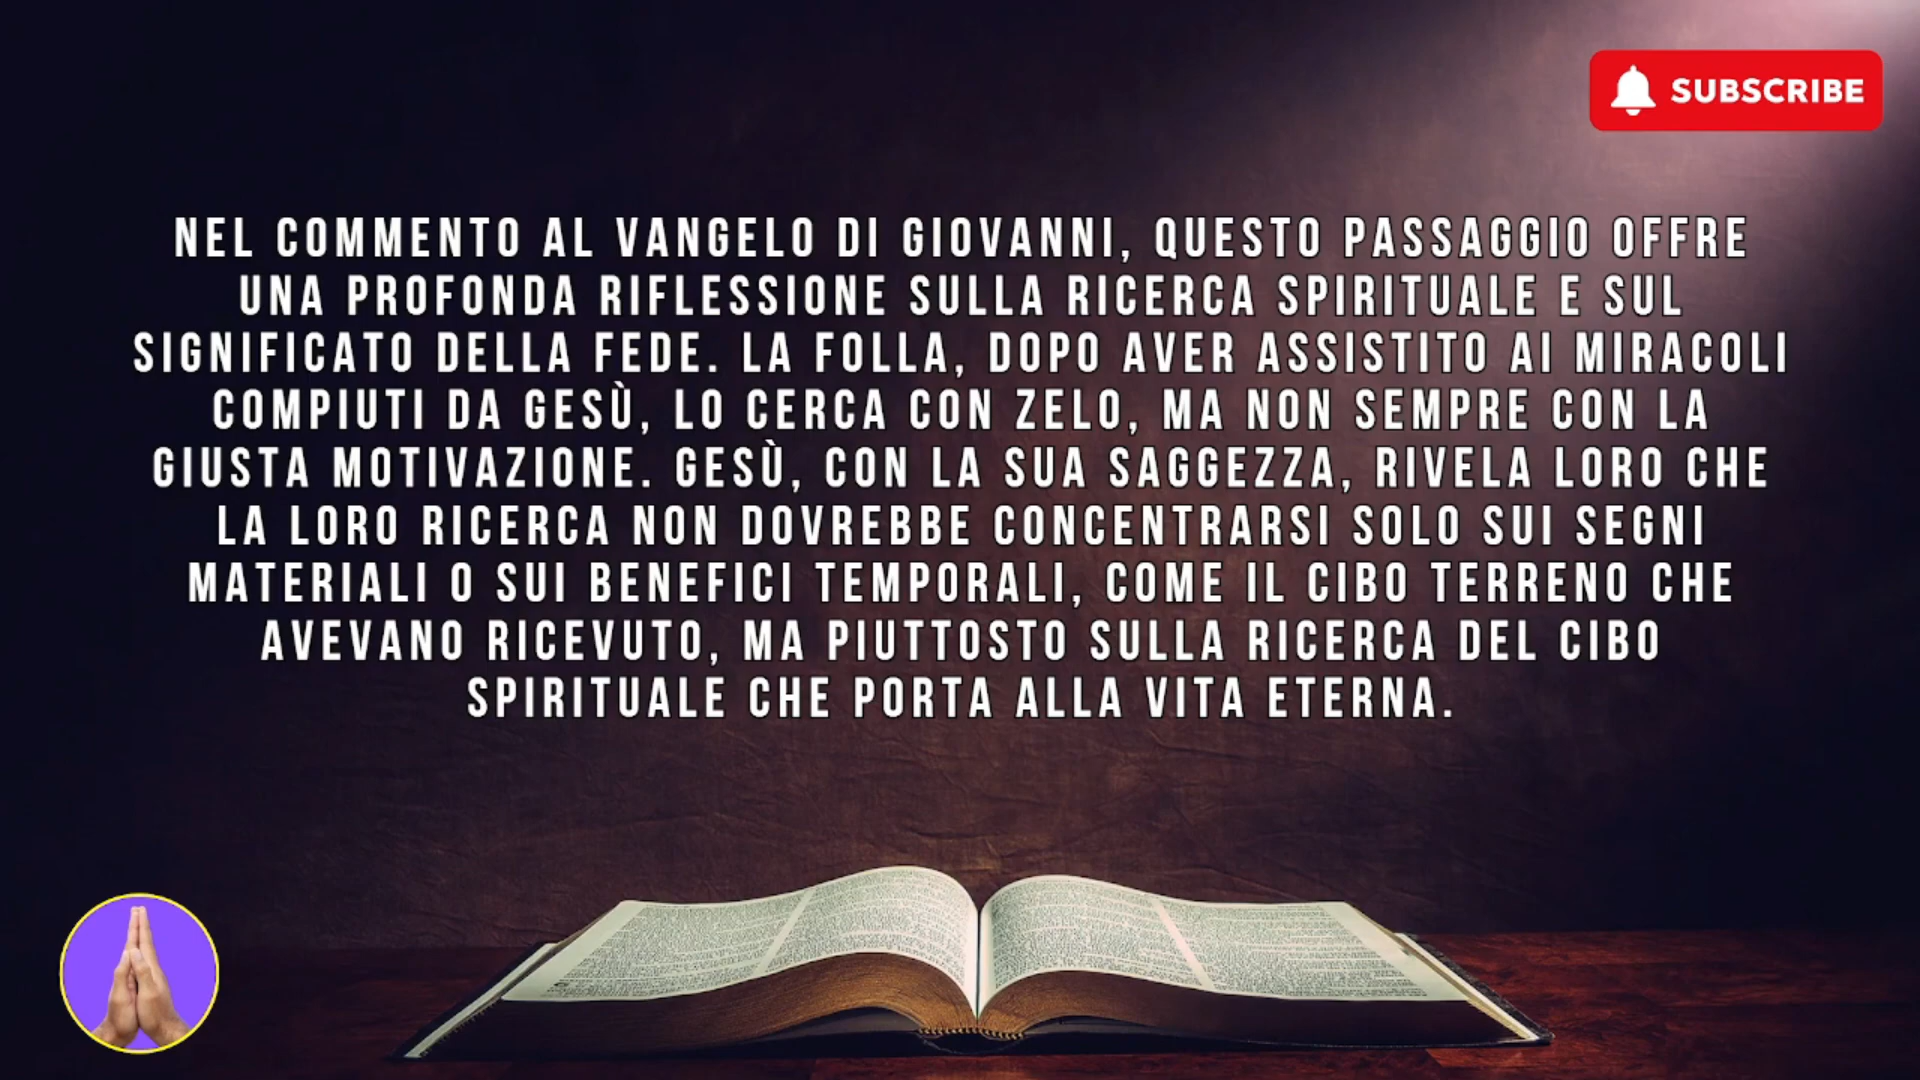 SUBSCRIBE
NEL COMMENTO AL VANGELO DI GIOVANNI, QUESTO PASSAGGIO OFFRE
UNA PROFONDA RIFLESSIONE SULLA RICERCA SPIRITUALE E SUL
SIGNIFICATO DELLA FEDE. LA FOLLA, DOPO AVER ASSISTITO AI MIRACOLI
COMPIUTI DA GESÙ, LO CERCA CON ZELO, MA NON SEMPRE CON LA
GIUSTA MOTIVAZIONE. GESÙ, CON LA SUA SAGGEZZA, RIVELA LORO CHE
LA LORO RICERCA NON DOVREBBE CONCENTRARSI SOLO SUI SEGNI
MATERIALI O SUI BENEFICI TEMPORALI, COME IL CIBO TERRENO CHE
AVEVANO RICEVUTO, MA PIUTTOSTO SULLA RICERCA DEL CIBO
SPIRITUALE CHE PORTA ALLA VITA ETERNA.